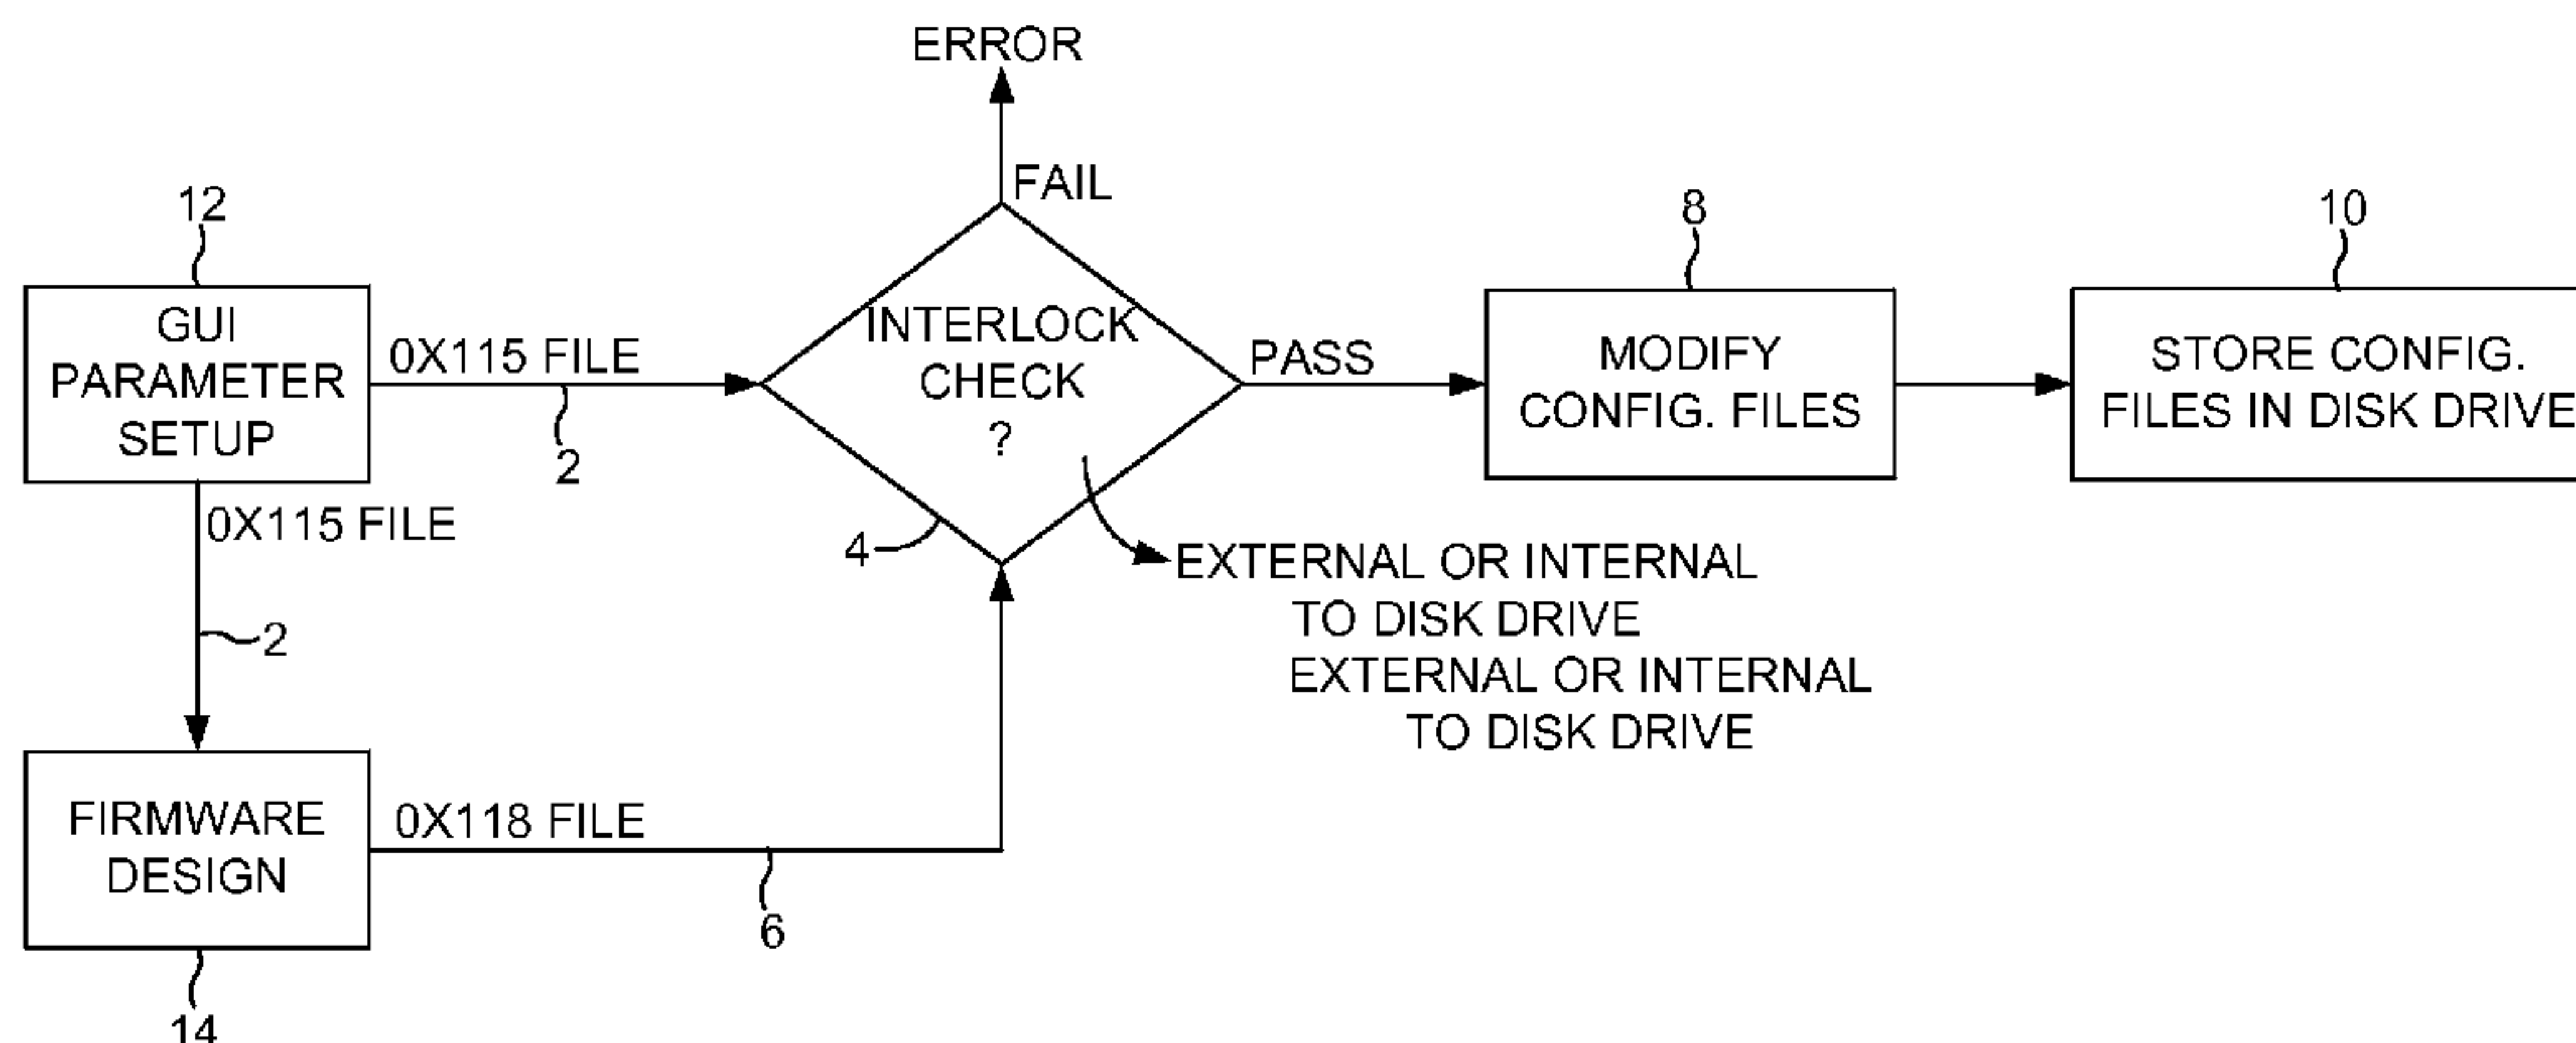 ERROR
FAIL
12
GUI
PARAMETER
SETUP
0X115 FILE
2
INTERLOCK
CHECK
?
4
PASS
8
MODIFY
CONFIG. FILES
10
STORE CONFIG.
FILES IN DISK DRIVE
0X115 FILE
2
EXTERNAL OR INTERNAL
TO DISK DRIVE
EXTERNAL OR INTERNAL
TO DISK DRIVE
FIRMWARE
DESIGN
0X118 FILE
6
14